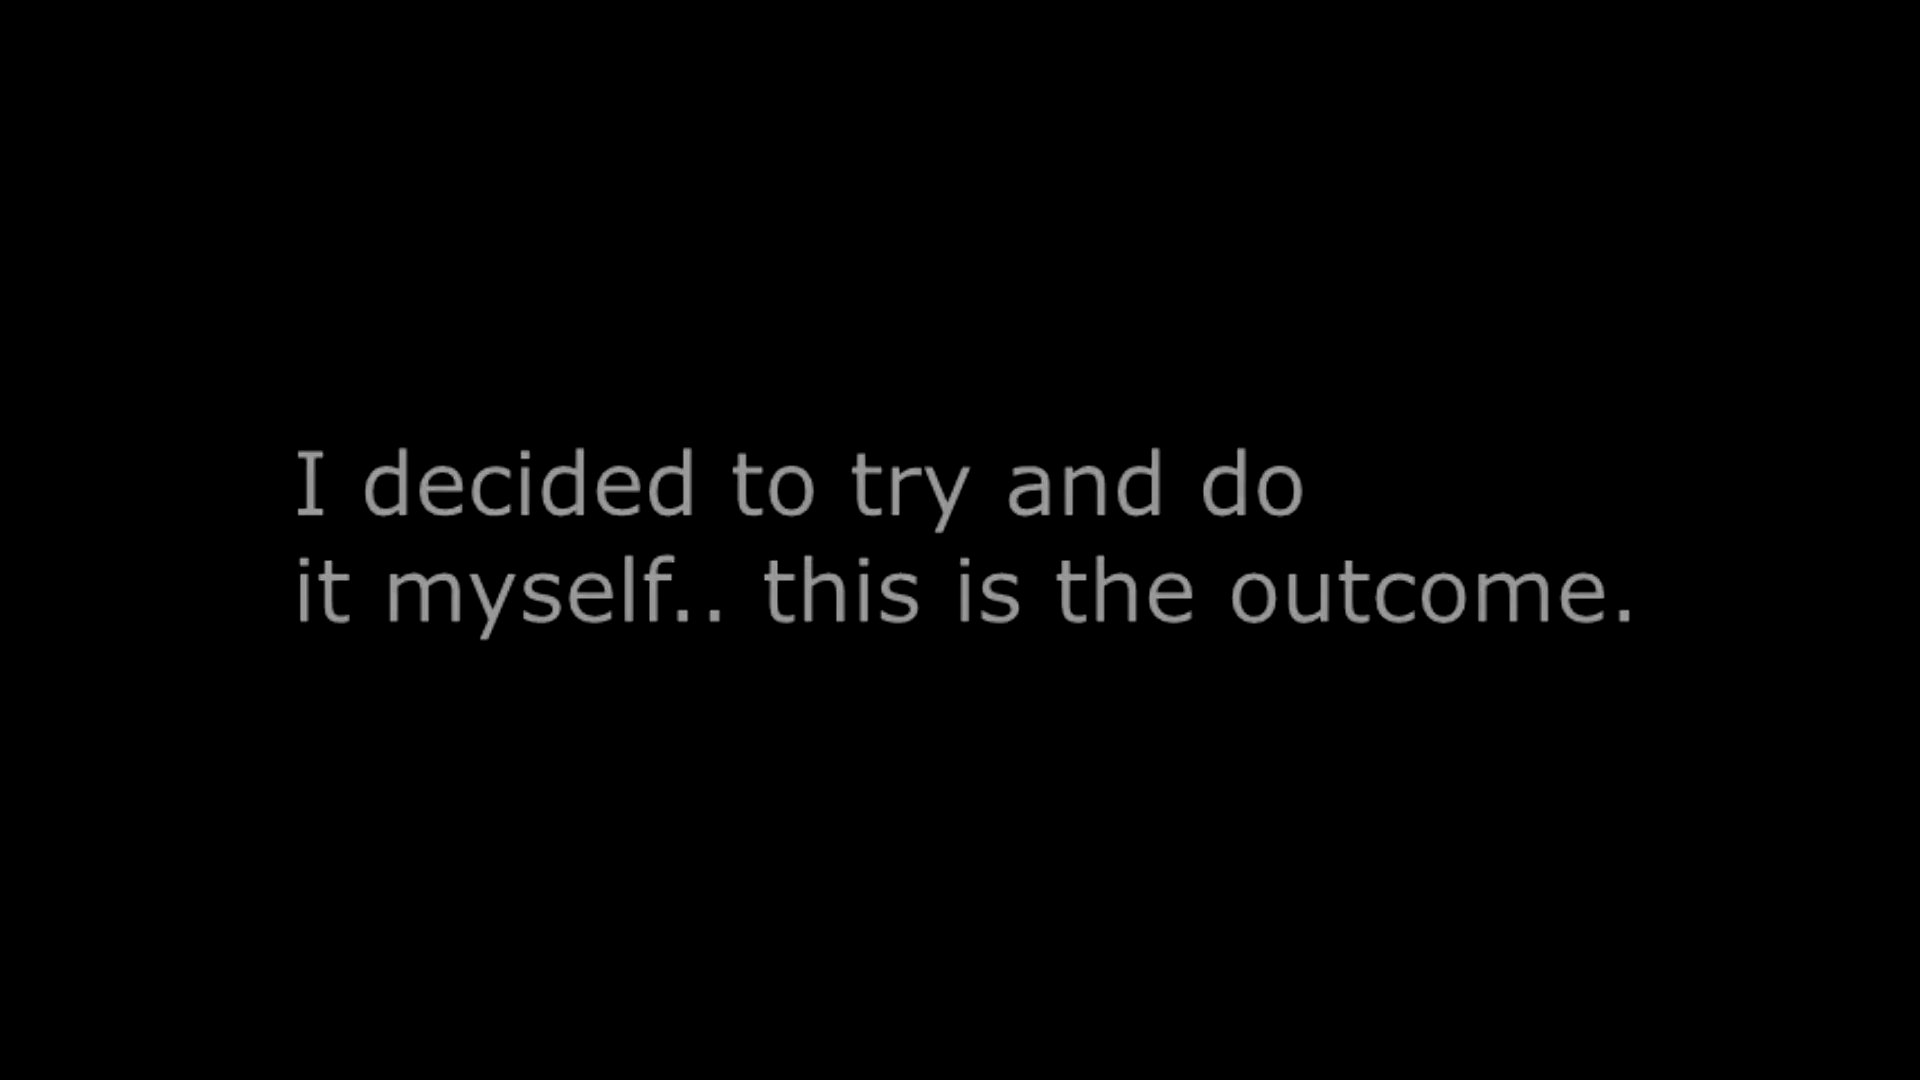 I decided to try and do
it myself.. this is the outcome.